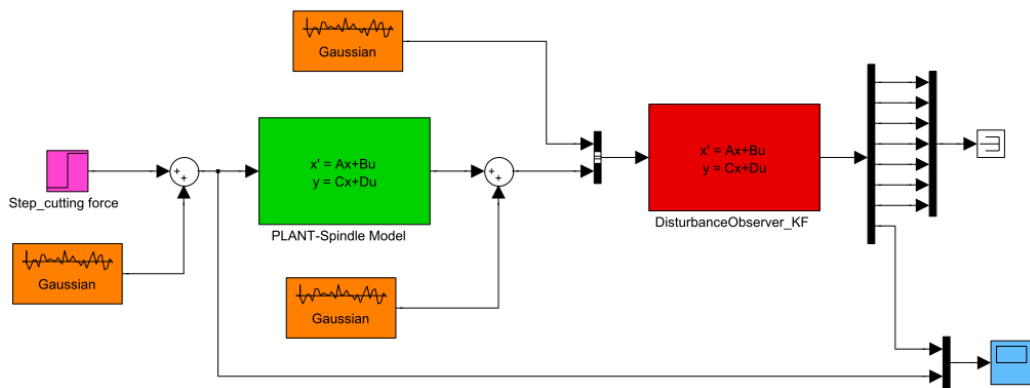 Gaussian
x' = Ax+Bu
y = Cx+Du
x' = Ax+Bu
y = Cx+Du
+
+
+
+
Step_cutting force
PLANT-Spindle Model
DisturbanceObserver_KF
Gaussian
Gaussian